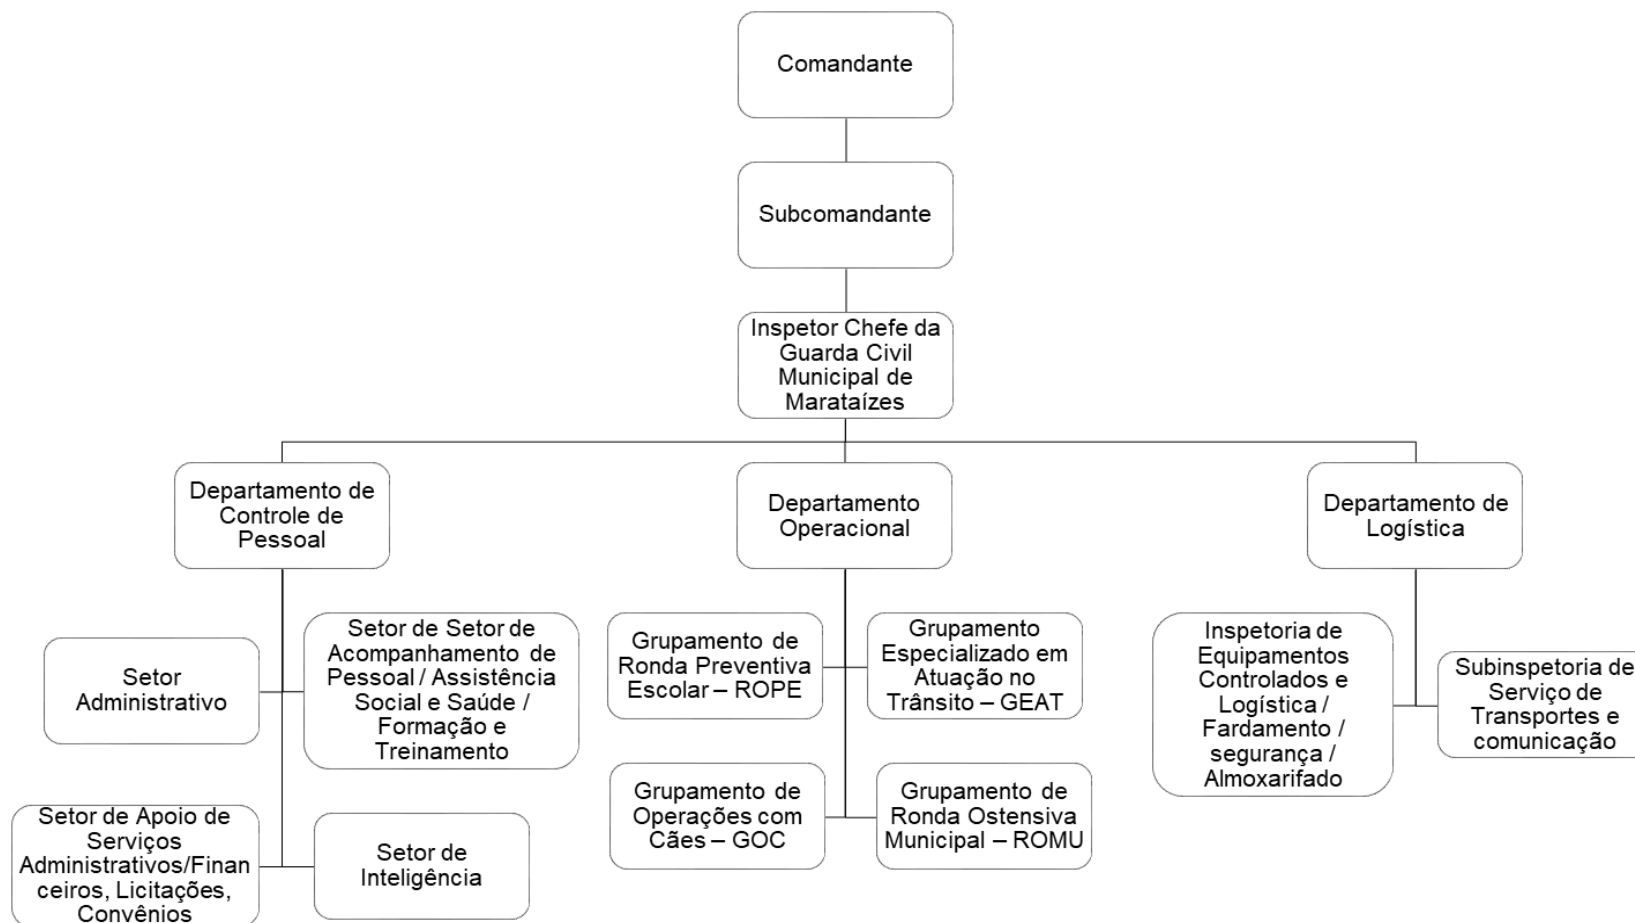 Comandante
Subcomandante
Inspetor Chefe da
Guarda Civil
Municipal de
Marataízes
Departamento de
Controle de
Pessoal
Departamento
Operacional
Departamento de
Logística
Setor
Administrativo
Setor de Setor de
Acompanhamento de
Pessoal / Assistência
Social e Saúde /
Formação e
Treinamento
Setor de Apoio de
Serviços
Administrativos/Finan
ceiros, Licitações,
Convênios
Setor de
Inteligência
Grupamento de
Ronda Preventiva
Escolar – ROPE
Grupamento
Especializado em
Atuação no
Trânsito – GEAT
Grupamento de
Operações com
Cães – GOC
Grupamento de
Ronda Ostensiva
Municipal – ROMU
Inspetoria de
Equipamentos
Controlados e
Logística /
Fardamento /
segurança /
Almoxarifado
Subinspetoria de
Serviço de
Transportes e
comunicação